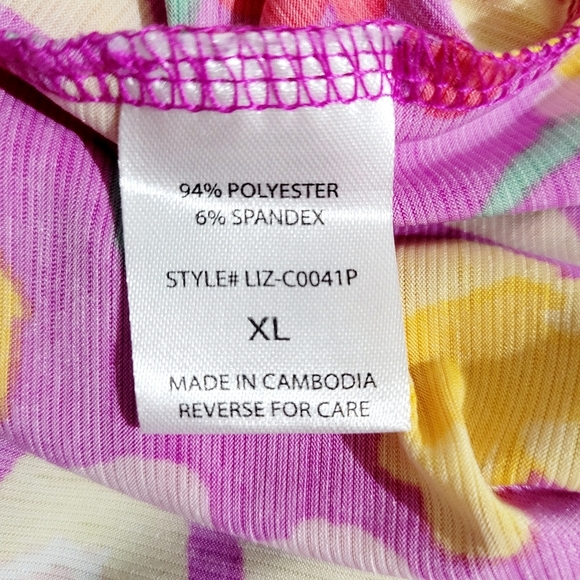 94% POLYESTER
6% SPANDEX
STYLE# LIZ-C0041P
XL
MADE IN CAMBODIA
REVERSE FOR CARE